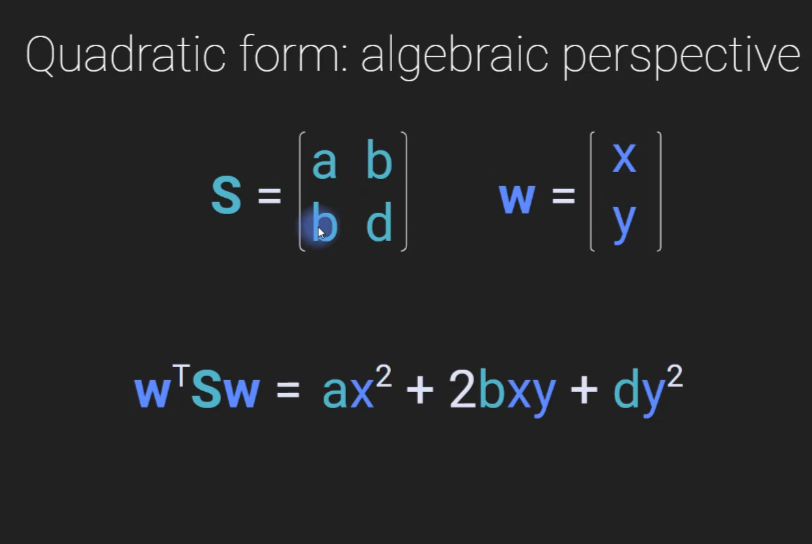 Quadratic form: algebraic perspective
S = [a b
b d] w = [x
y]
wᵀSw = ax² + 2bxy + dy²